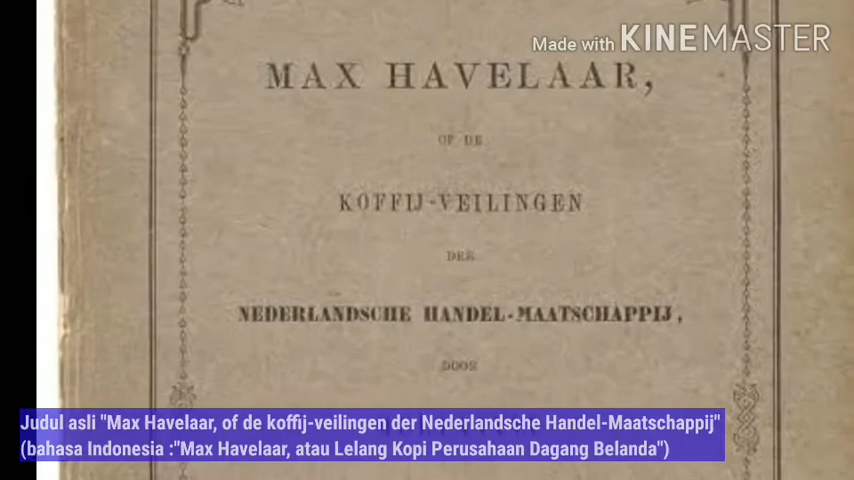 Made with KINEMASTER
MAX HAVELAAR,
OF DE
KOFFIJ-VEILINGEN
DER
NEDERLANDSCHE HANDEL-MAATSCHAPPIJ,
DOOR
Judul asli "Max Havelaar, of de koffij-veilingen der Nederlandsche Handel-Maatschappij"
(bahasa Indonesia :"Max Havelaar, atau Lelang Kopi Perusahaan Dagang Belanda")